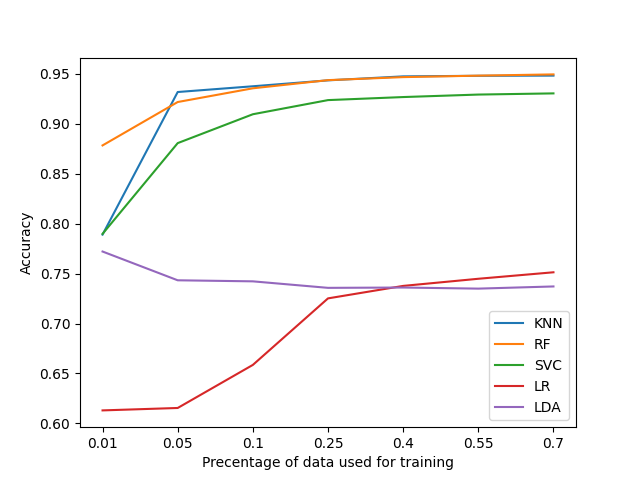 0.95
0.90
0.85
0.80
0.75
0.70
0.65
0.60
Accuracy
KNN
RF
SVC
LR
LDA
0.01 0.05 0.1 0.25 0.4 0.55 0.7
Precentage of data used for training